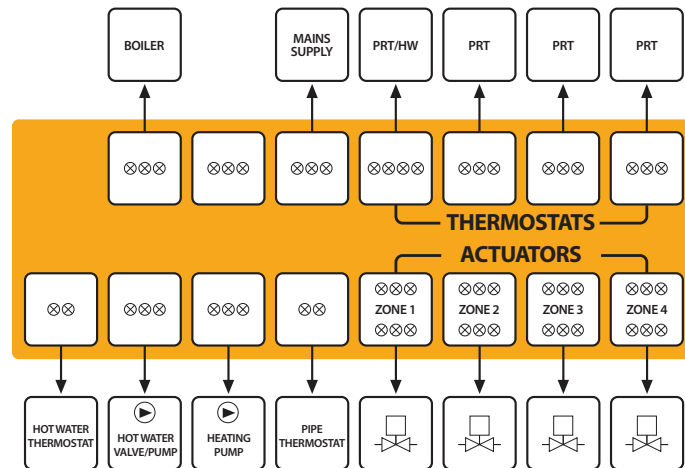 BOILER
MAINS
SUPPLY
PRT/HW
PRT
PRT
PRT
THERMOSTATS
ACTUATORS
ZONE 1
ZONE 2
ZONE 3
ZONE 4
HOT WATER
THERMOSTAT
HOT WATER
VALVE/PUMP
HEATING
PUMP
PIPE
THERMOSTAT